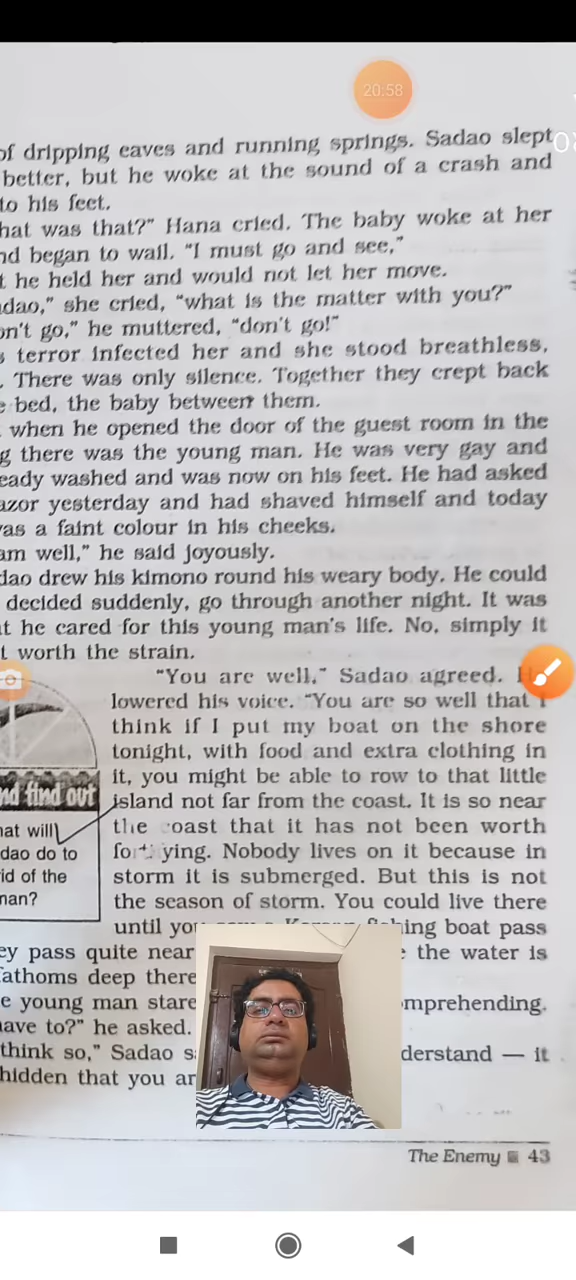 20:58
of dripping eaves and running springs. Sadao slept
better, but he woke at the sound of a crash and
to his feet.
hat was that?" Hana cried. The baby woke at her
nd began to wail. "I must go and see,"
t he held her and would not let her move.
dao," she cried, "what is the matter with you?"
on't go," he muttered, "don't go!"
s terror infected her and she stood breathless,
. There was only silence. Together they crept back
e bed, the baby between them.
when he opened the door of the guest room in the
g there was the young man. He was very gay and
eady washed and was now on his feet. He had asked
azor yesterday and had shaved himself and today
was a faint colour in his cheeks.
am well," he said joyously.
dao drew his kimono round his weary body. He could
decided suddenly, go through another night. It was
at he cared for this young man's life. No, simply it
t worth the strain.
"You are well," Sadao agreed.
lowered his voice. "You are so well that I
think if I put my boat on the shore
tonight, with food and extra clothing in
it, you might be able to row to that little
island not far from the coast. It is so near
the coast that it has not been worth
fortifying. Nobody lives on it because in
storm it is submerged. But this is not
the season of storm. You could live there
until you fishing boat pass
nd find out
hat will
dao do to
id of the
man?
ey pass quite near the water is
fathoms deep there
e young man stare omprehending.
ave to?" he asked.
think so," Sadao s derstand — it
hidden that you ar
The Enemy 43